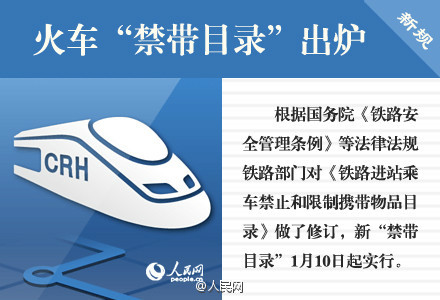 火车“禁带目录”出炉
新规
根据国务院《铁路安
全管理条例》等法律法规
铁路部门对《铁路进站乘
车禁止和限制携带物品目
录》做了修订，新“禁带
目录”1月10日起实行。
CRH
人民网
people.cn
@人民网